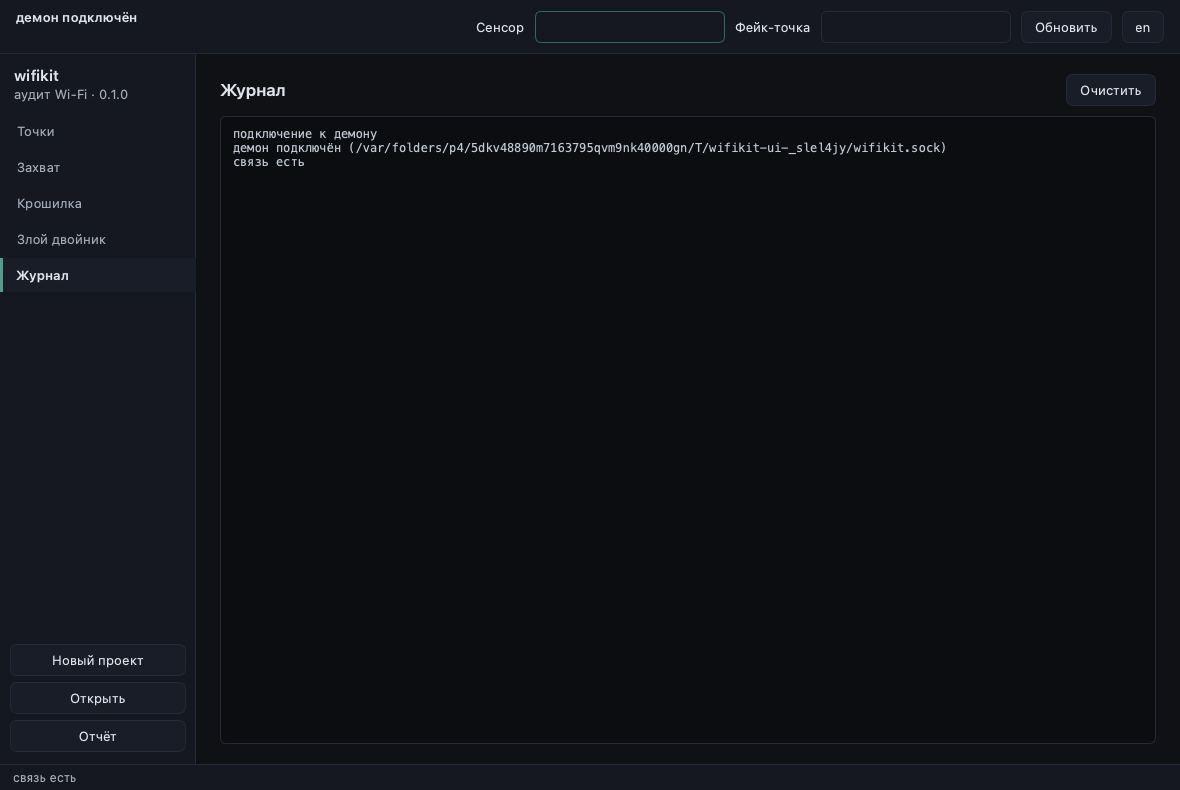 демон подключён
Сенсор
Фейк-точка
Обновить
en
wifikit
аудит Wi-Fi · 0.1.0
Точки
Захват
Крошилка
Злой двойник
Журнал
Новый проект
Открыть
Отчёт
Журнал
Очистить
подключение к демону
демон подключён (/var/folders/p4/5dkv48890m7163795qvm9nk40000gn/T/wifikit-ui-_slel4jy/wifikit.sock)
связь есть
связь есть